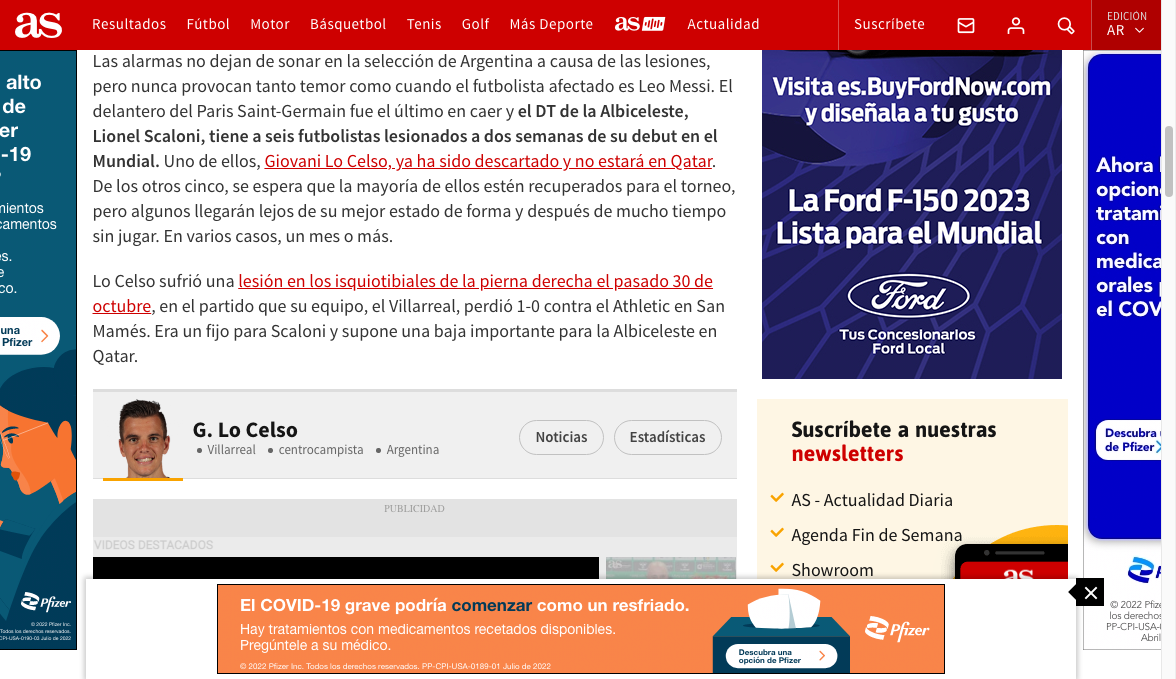 as
Resultados
Fútbol
Motor
Básquetbol
Tenis
Golf
Más Deporte
as
Actualidad
Suscríbete
EDICIÓN
AR
Las alarmas no dejan de sonar en la selección de Argentina a causa de las lesiones,
pero nunca provocan tanto temor como cuando el futbolista afectado es Leo Messi. El
delantero del Paris Saint-Germain fue el último en caer y el DT de la Albiceleste,
Lionel Scaloni, tiene a seis futbolistas lesionados a dos semanas de su debut en el
Mundial. Uno de ellos, Giovani Lo Celso, ya ha sido descartado y no estará en Qatar.
De los otros cinco, se espera que la mayoría de ellos estén recuperados para el torneo,
pero algunos llegarán lejos de su mejor estado de forma y después de mucho tiempo
sin jugar. En varios casos, un mes o más.
Lo Celso sufrió una lesión en los isquiotibiales de la pierna derecha el pasado 30 de
octubre, en el partido que su equipo, el Villarreal, perdió 1-0 contra el Athletic en San
Mamés. Era un fijo para Scaloni y supone una baja importante para la Albiceleste en
Qatar.
G. Lo Celso
Villarreal
centrocampista
Argentina
Noticias
Estadísticas
PUBLICIDAD
VIDEOS DESTACADOS
as
alto
de
er
-19
?
mientos
camentos
es.
e
co.
una
Pfizer
Pfizer
© 2022 Pfizer Inc.
Todos los derechos reservados.
CPI-USA-0190-03 Julio de 2022
Visita es.BuyFordNow.com
y diseñala a tu gusto
La Ford F-150 2023
Lista para el Mundial
Ford
Tus Concesionarios
Ford Local
Suscríbete a nuestras
newsletters
AS - Actualidad Diaria
Agenda Fin de Semana
Showroom
as
Ahora
opcion
tratami
con
medica
orales p
el COV
Descubra u
de Pfizer
© 2022 Pfize
los derechos
PP-CPI-USA-
Abril
El COVID-19 grave podría comenzar como un resfriado.
Hay tratamientos con medicamentos recetados disponibles.
Pregúntele a su médico.
© 2022 Pfizer Inc. Todos los derechos reservados. PP-CPI-USA-0189-01 Julio de 2022
Descubra una
opción de Pfizer
Pfizer